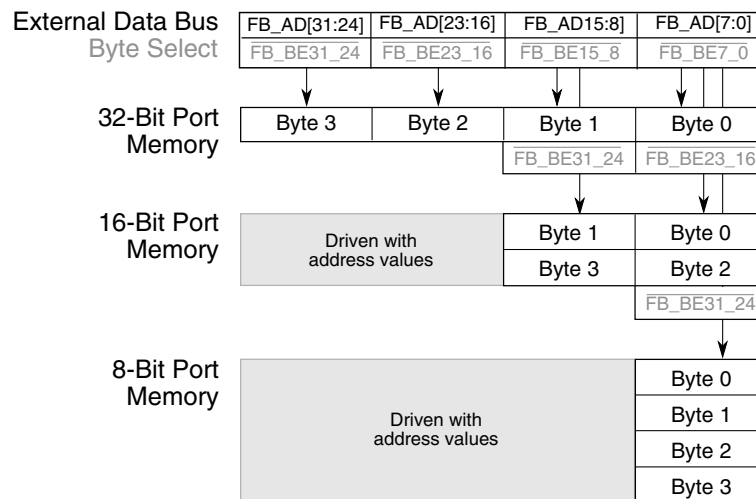 External Data Bus FB_AD[31:24] FB_AD[23:16] FB_AD15:8] FB_AD[7:0]
Byte Select FB_BE31_24 FB_BE23_16 FB_BE15_8 FB_BE7_0
32-Bit Port
Memory
Byte 3 Byte 2 Byte 1 Byte 0
FB_BE31_24 FB_BE23_16
16-Bit Port
Memory
Driven with
address values
Byte 1 Byte 0
Byte 3 Byte 2
FB_BE31_24
8-Bit Port
Memory
Driven with
address values
Byte 0
Byte 1
Byte 2
Byte 3